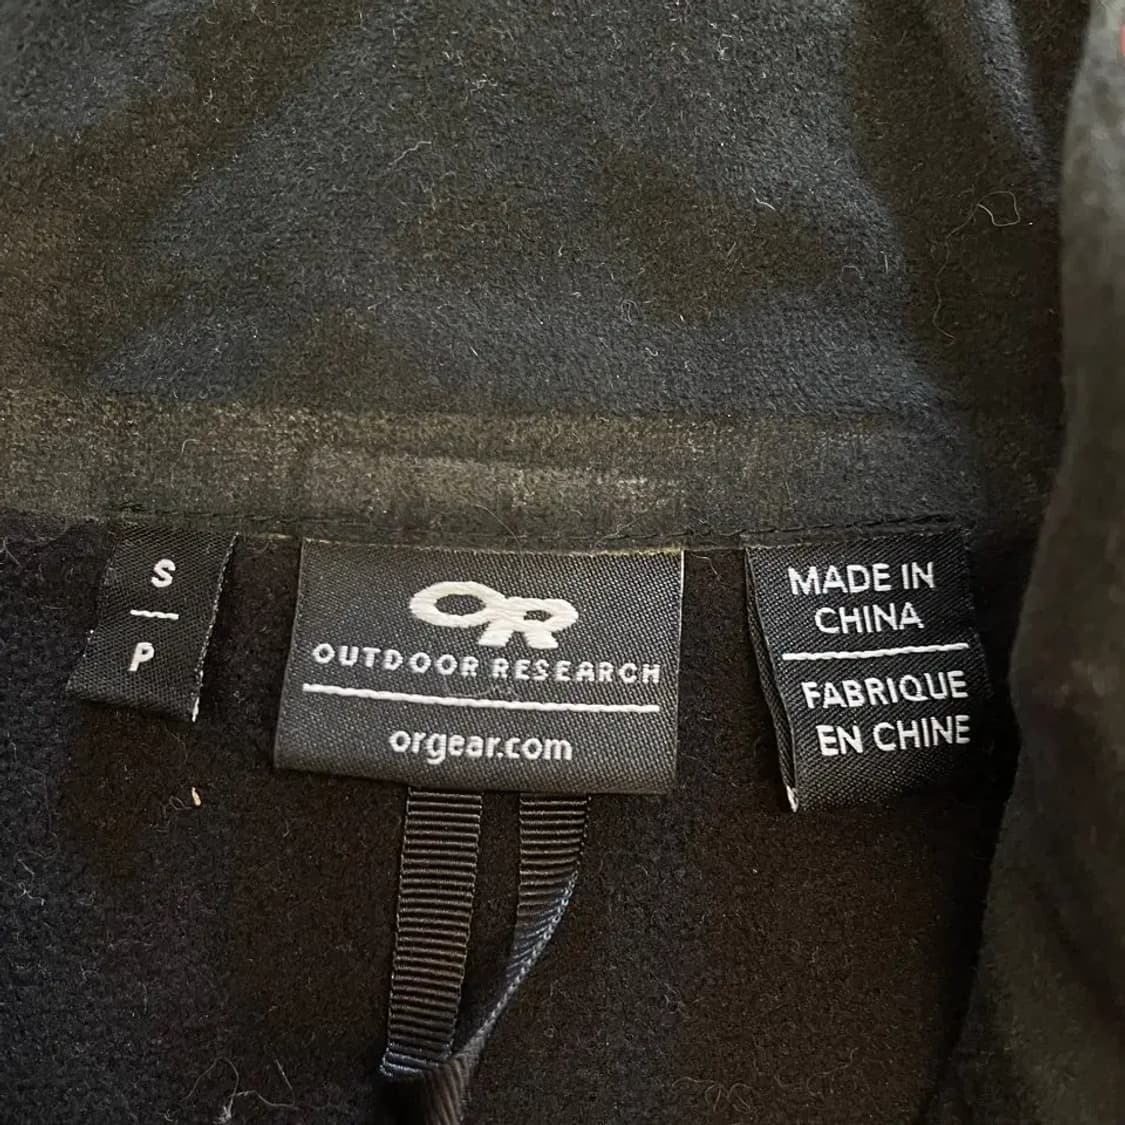 S
P
OR
OUTDOOR RESEARCH
orgear.com
MADE IN
CHINA
FABRIQUE
EN CHINE